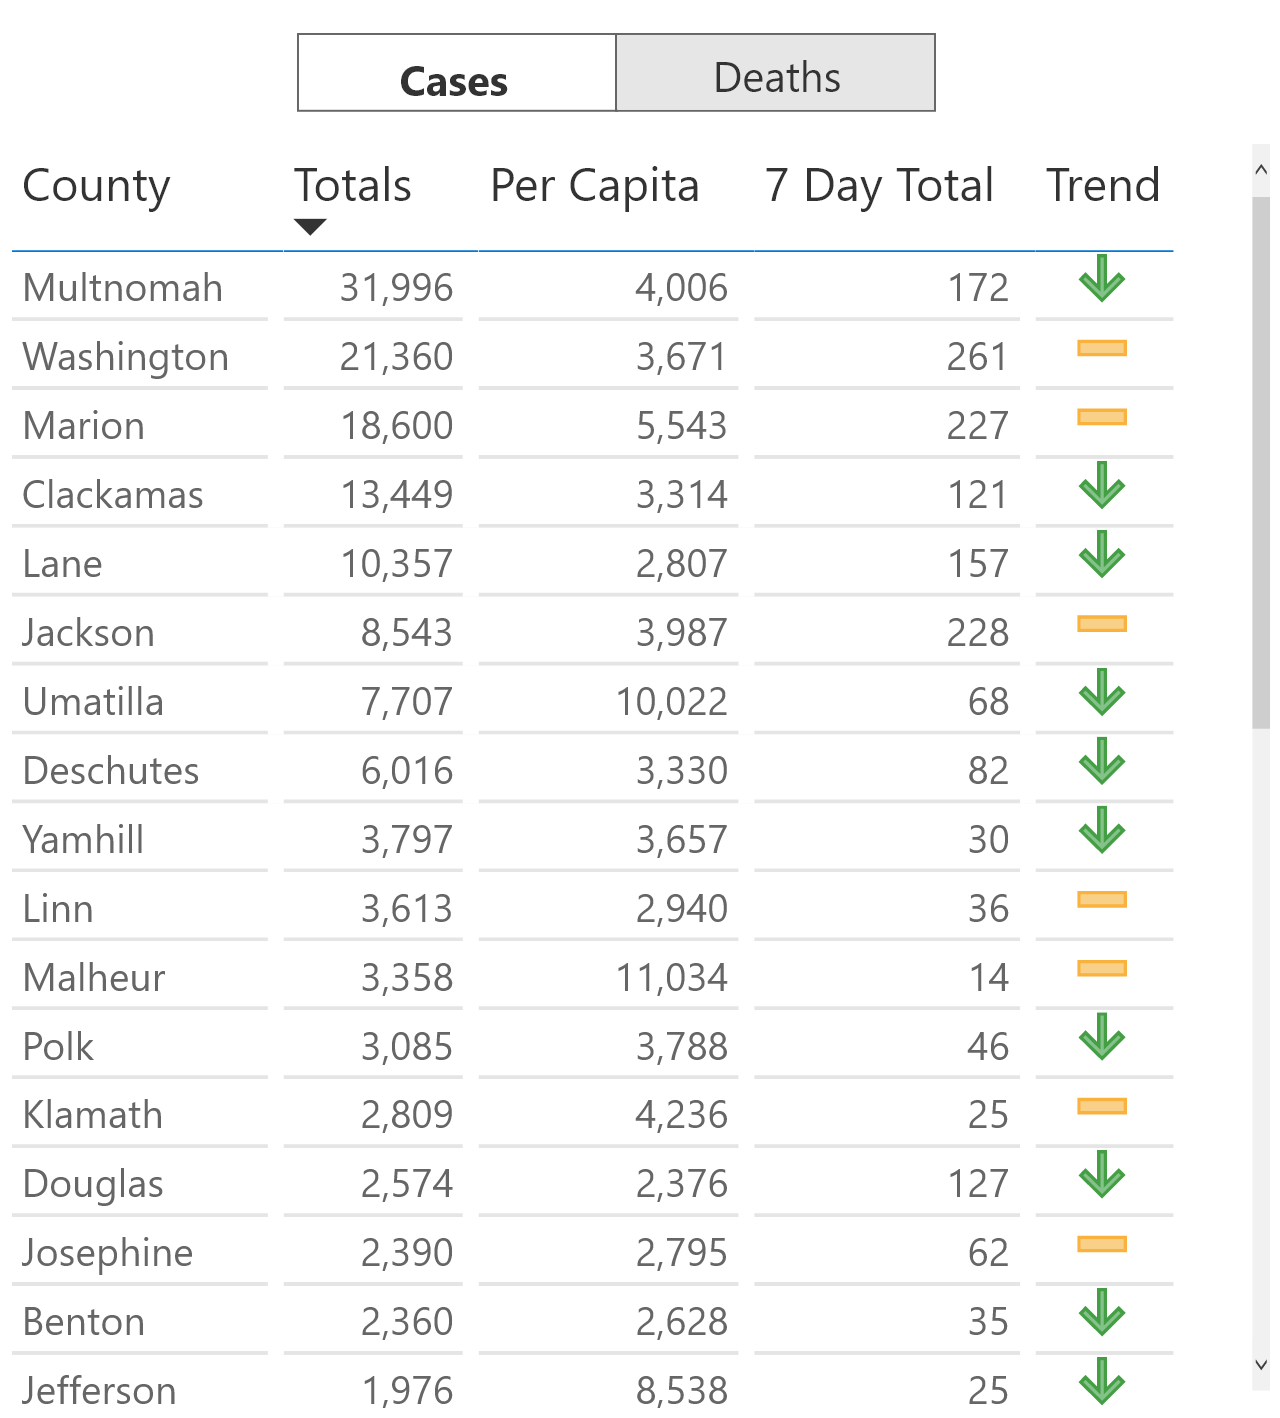 Cases Deaths
County Totals Per Capita 7 Day Total Trend
Multnomah 31,996 4,006 172
Washington 21,360 3,671 261
Marion 18,600 5,543 227
Clackamas 13,449 3,314 121
Lane 10,357 2,807 157
Jackson 8,543 3,987 228
Umatilla 7,707 10,022 68
Deschutes 6,016 3,330 82
Yamhill 3,797 3,657 30
Linn 3,613 2,940 36
Malheur 3,358 11,034 14
Polk 3,085 3,788 46
Klamath 2,809 4,236 25
Douglas 2,574 2,376 127
Josephine 2,390 2,795 62
Benton 2,360 2,628 35
Jefferson 1,976 8,538 25